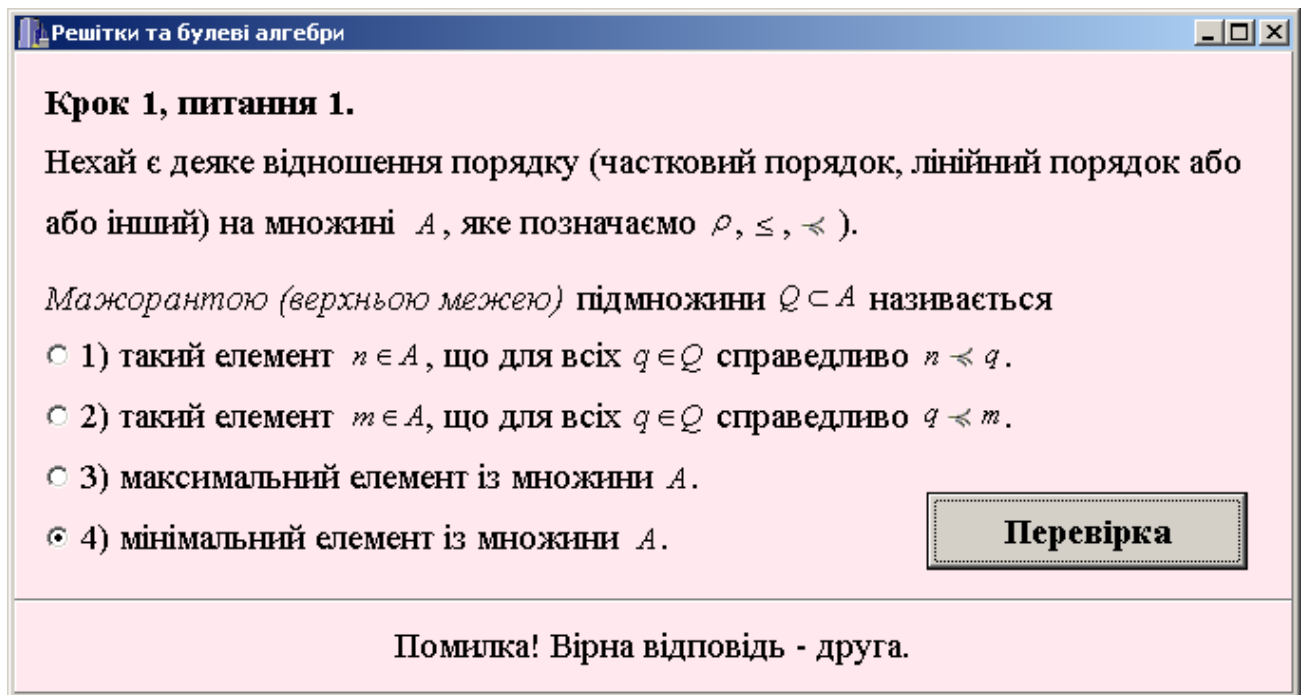 Решітки та булеві алгебри
Крок 1, питання 1.
Нехай є деяке відношення порядку (частковий порядок, лінійний порядок або
або інший) на множині A, яке позначаємо ρ, ≤, ≼ ).
Мажорантою (верхньою межею) підмножини Q ⊂ A називається
1) такий елемент n ∈ A, що для всіх q ∈ Q справедливо n ≼ q.
2) такий елемент m ∈ A, що для всіх q ∈ Q справедливо q ≼ m.
3) максимальний елемент із множини A.
4) мінімальний елемент із множини A.
Перевірка
Помилка! Вірна відповідь - друга.